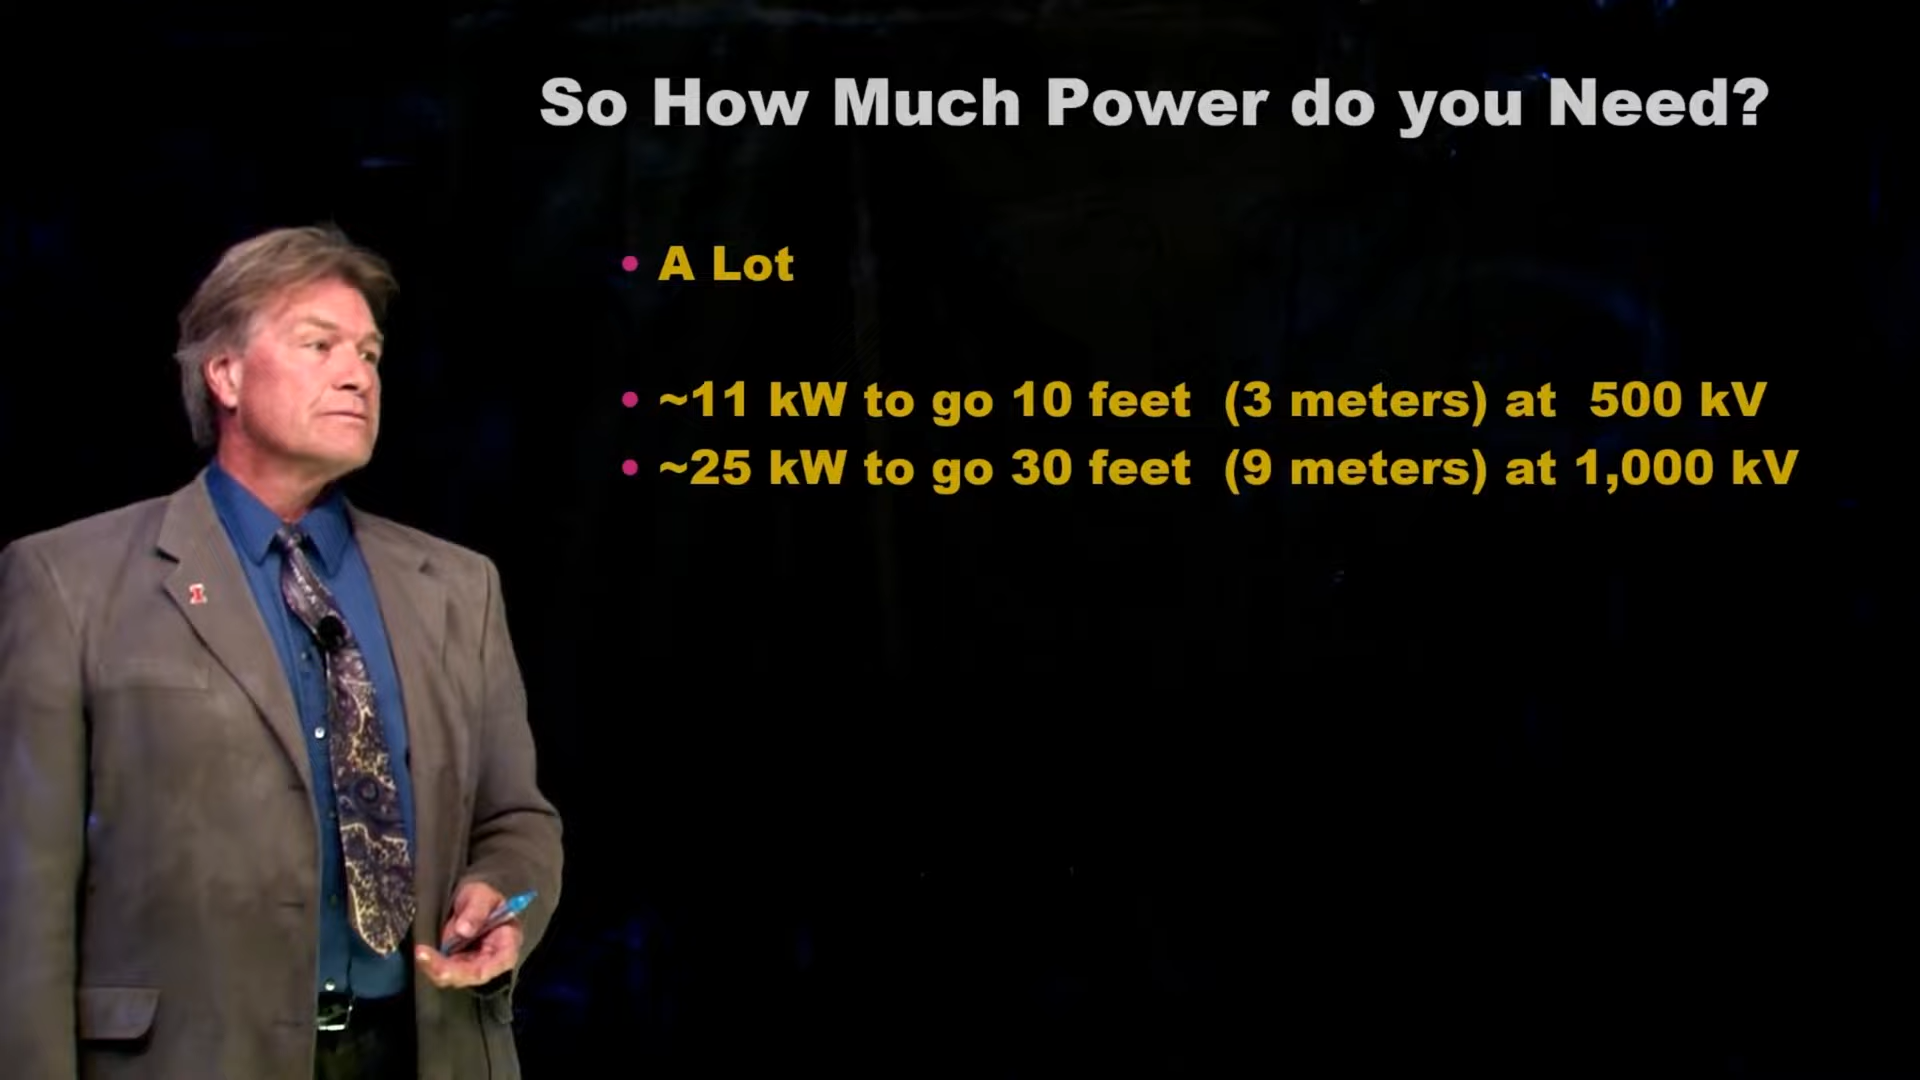 So How Much Power do you Need?
• A Lot
• ~11 kW to go 10 feet (3 meters) at 500 kV
• ~25 kW to go 30 feet (9 meters) at 1,000 kV